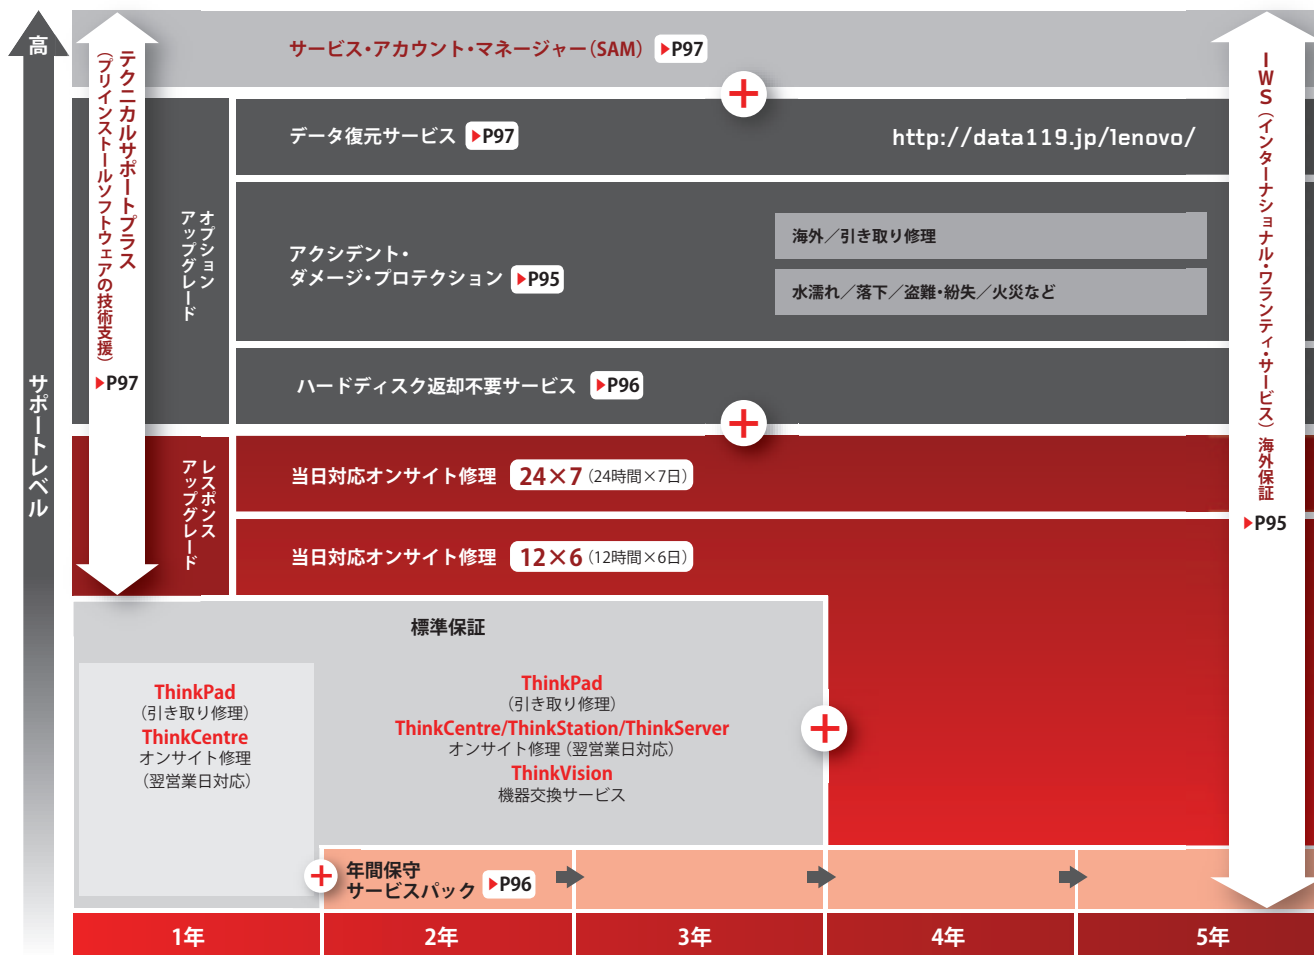 高
サポートレベル
テクニカルサポートプラス
（プリインストールソフトウェアの技術支援）
▶P97
サービス・アカウント・マネージャー（SAM） ▶P97
オプション
アップグレード
データ復元サービス ▶P97
http://data119.jp/lenovo/
アクシデント・
ダメージ・プロテクション ▶P95
海外／引き取り修理
水濡れ／落下／盗難・紛失／火災など
ハードディスク返却不要サービス ▶P96
レスポンス
アップグレード
当日対応オンサイト修理 24×7（24時間×7日）
当日対応オンサイト修理 12×6（12時間×6日）
IWS（インターナショナル・ワランティ・サービス）海外保証
▶P95
標準保証
ThinkPad
（引き取り修理）
ThinkCentre
オンサイト修理
（翌営業日対応）
ThinkPad
（引き取り修理）
ThinkCentre/ThinkStation/ThinkServer
オンサイト修理（翌営業日対応）
ThinkVision
機器交換サービス
年間保守
サービスパック ▶P96
1年
2年
3年
4年
5年